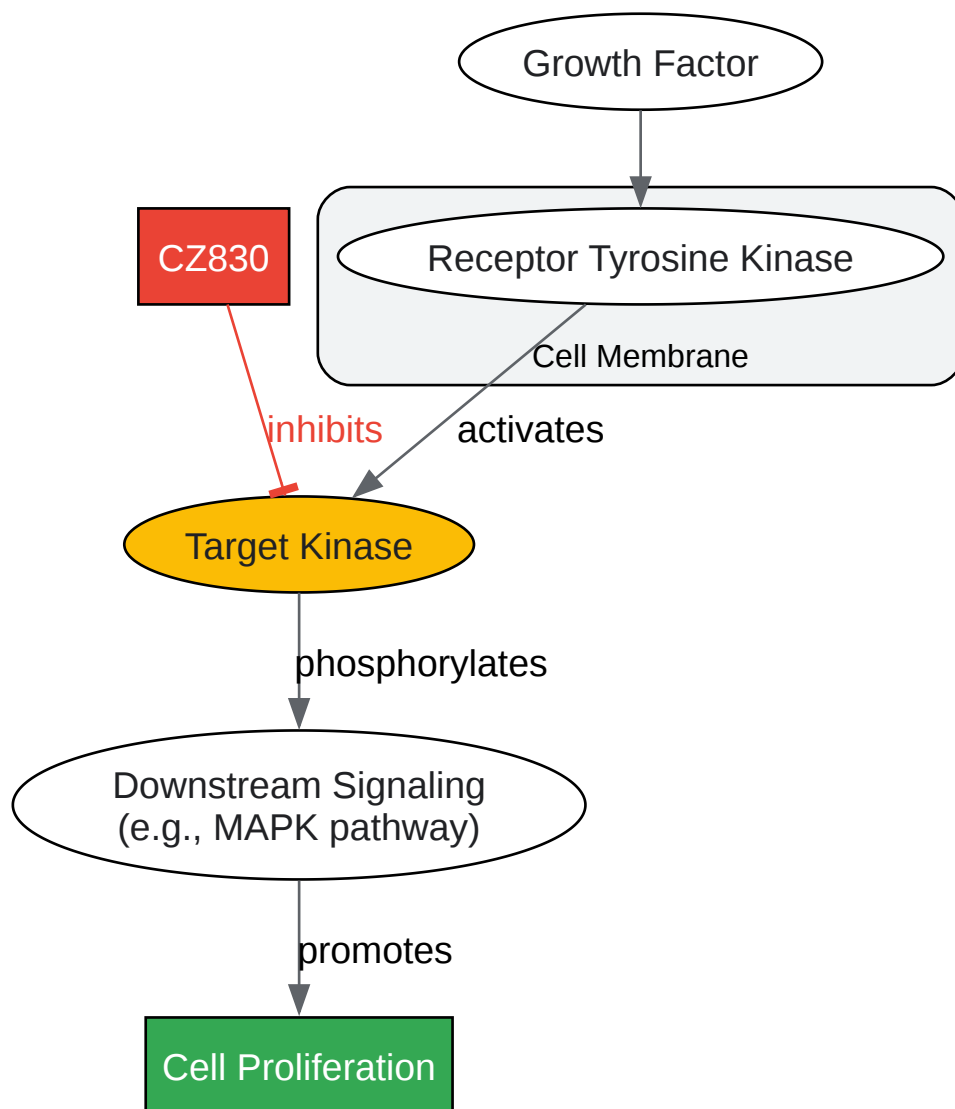 Growth Factor
CZ830
Receptor Tyrosine Kinase
Cell Membrane
inhibits
activates
Target Kinase
phosphorylates
Downstream Signaling
(e.g., MAPK pathway)
promotes
Cell Proliferation